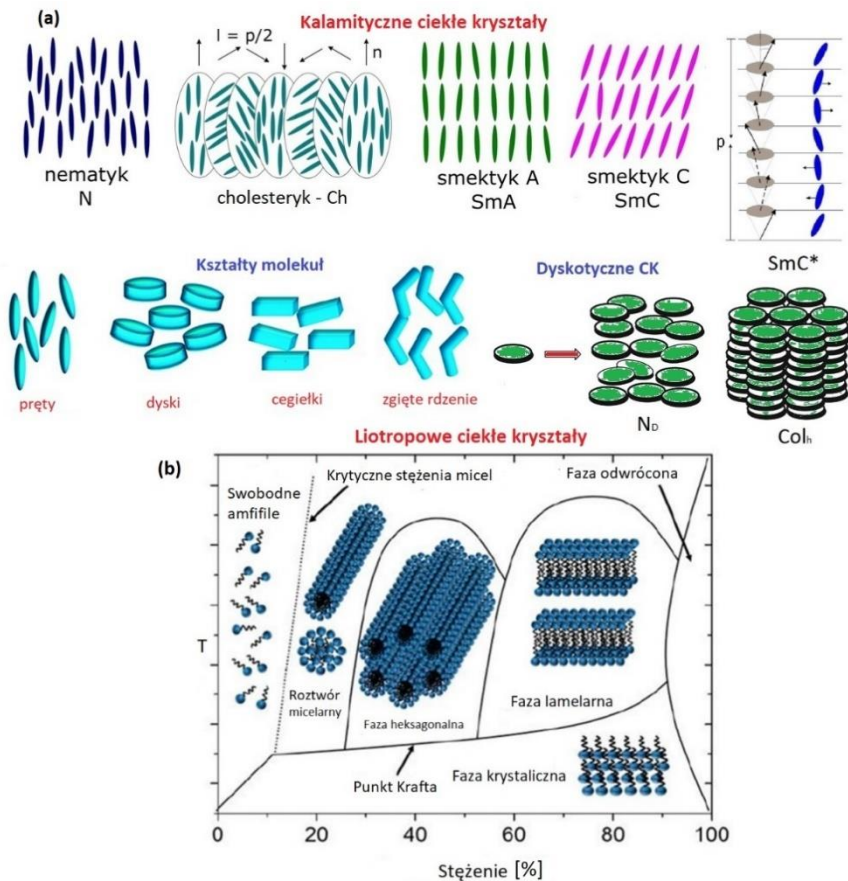 (a)
Kalamityczne ciekłe kryształy
l = p/2
n
p
nematyk
N
cholesteryk - Ch
smektyk A
SmA
smektyk C
SmC
SmC*
Kształty molekuł
Dyskotyczne CK
pręty
dyski
cegiełki
zgięte rdzenie
N_D
Col_h
Liotropowe ciekłe kryształy
(b)
Swobodne
amfifile
Krytyczne stężenia micel
Faza odwrócona
T
Roztwór
micelarny
Faza heksagonalna
Faza lamelarna
Punkt Krafta
Faza krystaliczna
0
20
40
60
80
100
Stężenie [%]